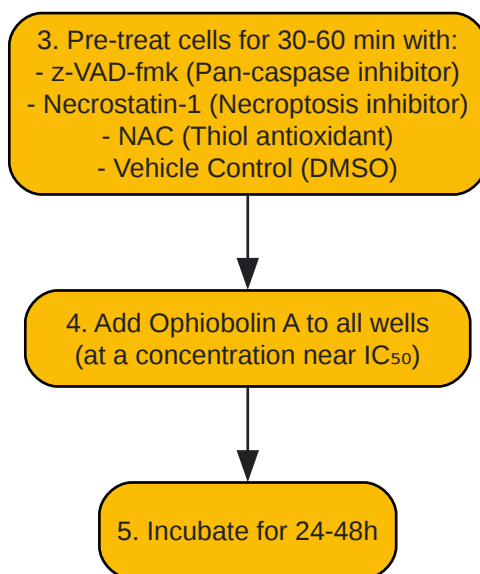 3. Pre-treat cells for 30-60 min with:
- z-VAD-fmk (Pan-caspase inhibitor)
- Necrostatin-1 (Necroptosis inhibitor)
- NAC (Thiol antioxidant)
- Vehicle Control (DMSO)
4. Add Ophiobolin A to all wells
(at a concentration near IC₅₀)
5. Incubate for 24-48h